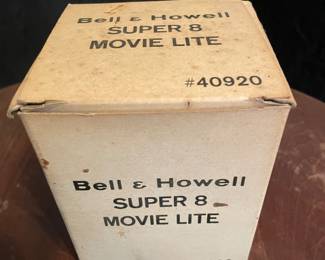 Bell & Howell
SUPER 8
MOVIE LITE
#40920
Bell & Howell
SUPER 8
MOVIE LITE